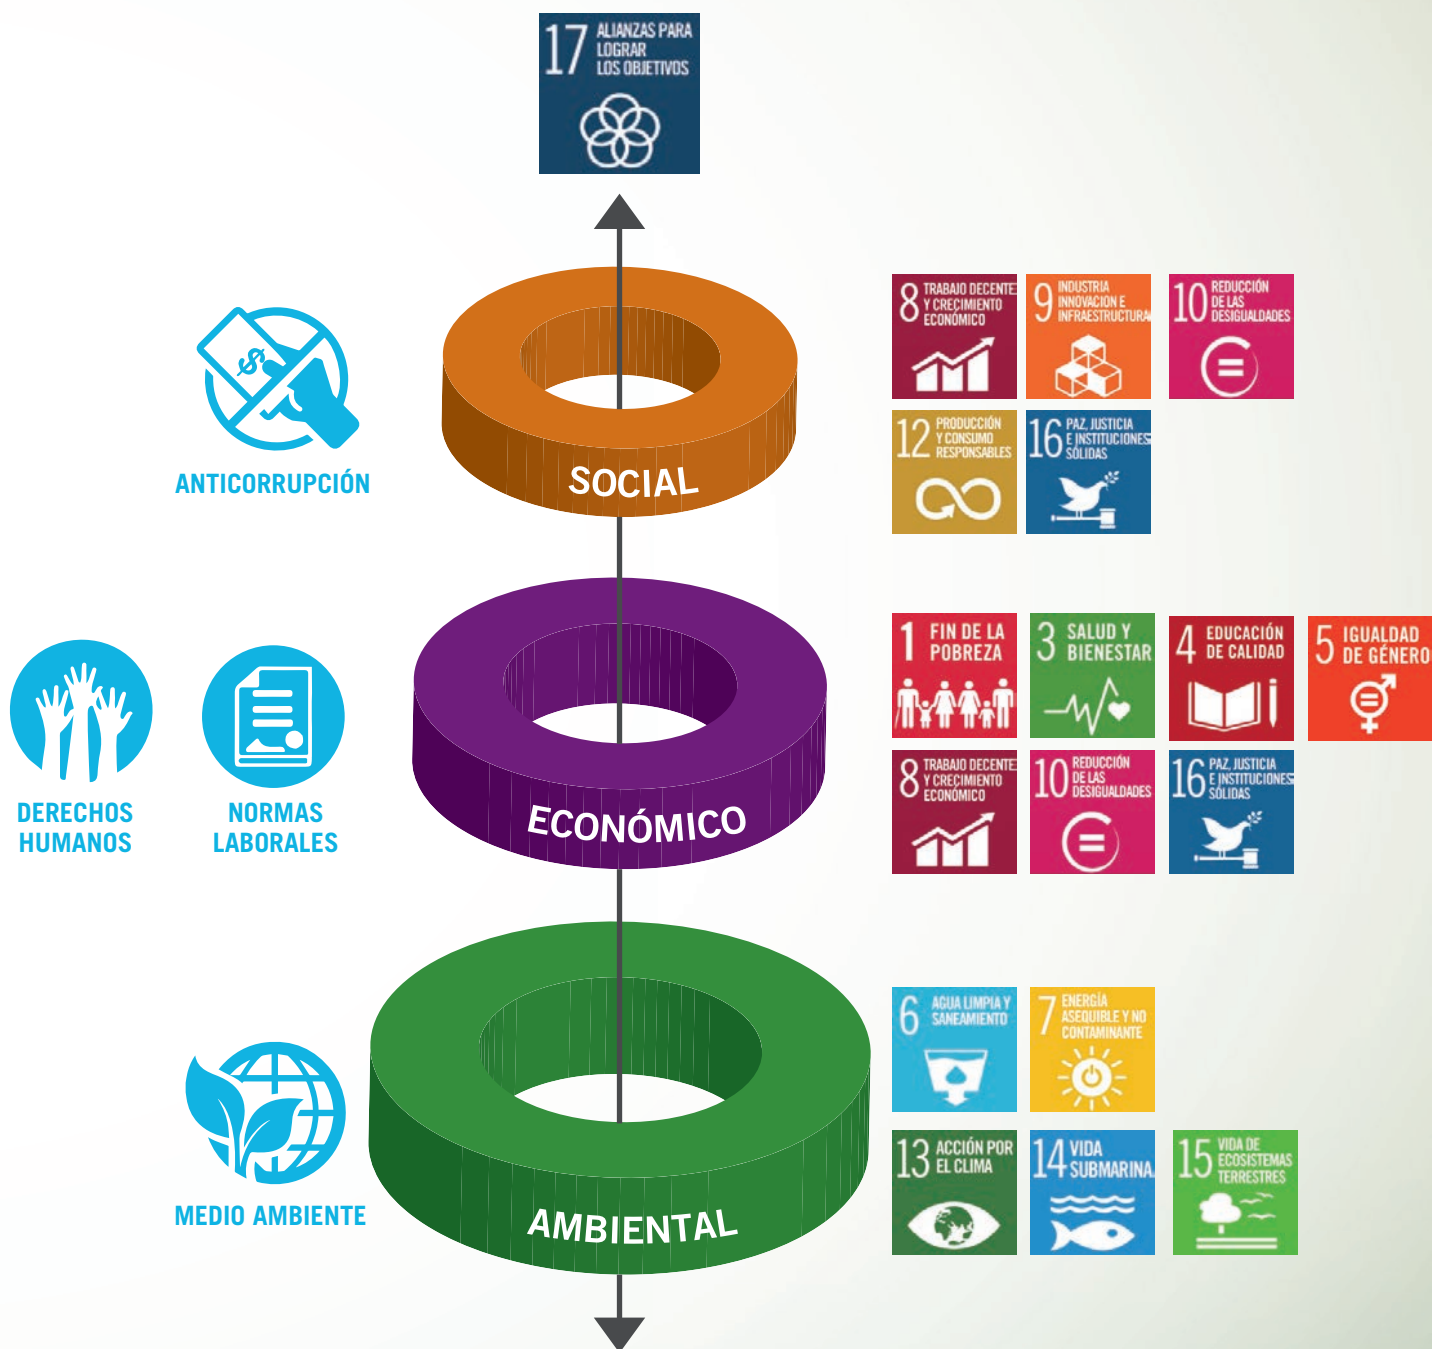 17 ALIANZAS PARA
LOGRAR
LOS OBJETIVOS
$
ANTICORRUPCIÓN
SOCIAL
8 TRABAJO DECENTE
Y CRECIMIENTO
ECONÓMICO
9 INDUSTRIA
INNOVACION E
INFRAESTRUCTURA
10 REDUCCIÓN
DE LAS
DESIGUALDADES
12 PRODUCCIÓN
Y CONSUMO
RESPONSABLES
16 PAZ, JUSTICIA
E INSTITUCIONES
SÓLIDAS
DERECHOS
HUMANOS
NORMAS
LABORALES
ECONÓMICO
1 FIN DE LA
POBREZA
3 SALUD Y
BIENESTAR
4 EDUCACIÓN
DE CALIDAD
5 IGUALDAD
DE GÉNERO
8 TRABAJO DECENTE
Y CRECIMIENTO
ECONÓMICO
10 REDUCCIÓN
DE LAS
DESIGUALDADES
16 PAZ, JUSTICIA
E INSTITUCIONES
SÓLIDAS
MEDIO AMBIENTE
AMBIENTAL
6 AGUA LIMPIA Y
SANEAMIENTO
7 ENERGÍA
ASEQUIBLE Y NO
CONTAMINANTE
13 ACCIÓN POR
EL CLIMA
14 VIDA
SUBMARINA
15 VIDA DE
ECOSISTEMAS
TERRESTRES